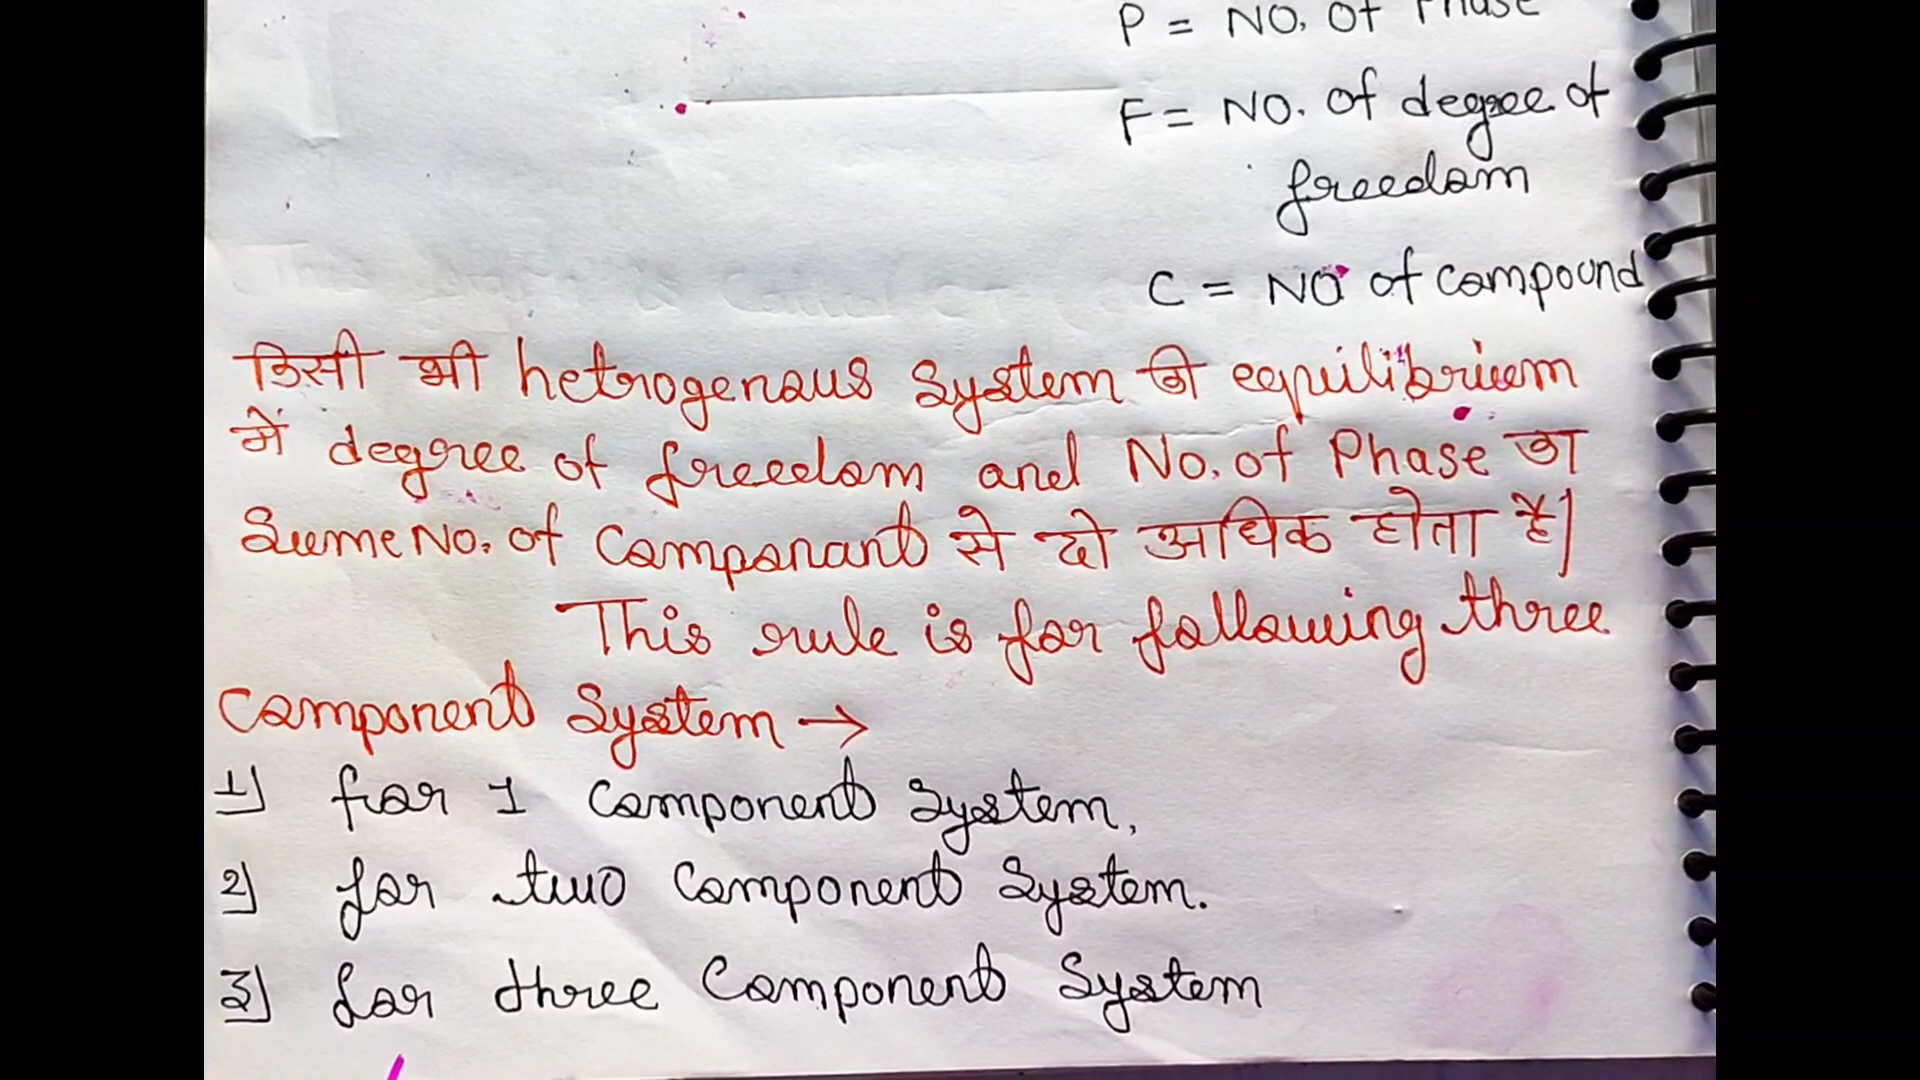 P = NO. Of Phase
F = NO. Of degree of
freedom
C = NO of compound
किसी भी hetrogenous System की equilibrium
में degree of freedom and No. of Phase का
Sume No. of Componant से दो अधिक होता है।
This rule is for following three
Component System →
1) for 1 Component System,
2) for two Component System.
3) for three Component System